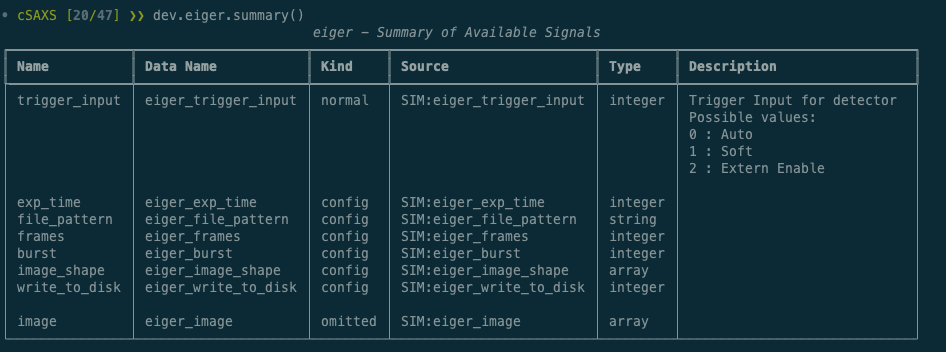 • cSAXS [20/47] ❯❯ dev.eiger.summary()
eiger – Summary of Available Signals
Name Data Name Kind Source Type Description
trigger_input eiger_trigger_input normal SIM:eiger_trigger_input integer Trigger Input for detector
Possible values:
0 : Auto
1 : Soft
2 : Extern Enable
exp_time eiger_exp_time config SIM:eiger_exp_time integer
file_pattern eiger_file_pattern config SIM:eiger_file_pattern string
frames eiger_frames config SIM:eiger_frames integer
burst eiger_burst config SIM:eiger_burst integer
image_shape eiger_image_shape config SIM:eiger_image_shape array
write_to_disk eiger_write_to_disk config SIM:eiger_write_to_disk integer
image eiger_image omitted SIM:eiger_image array